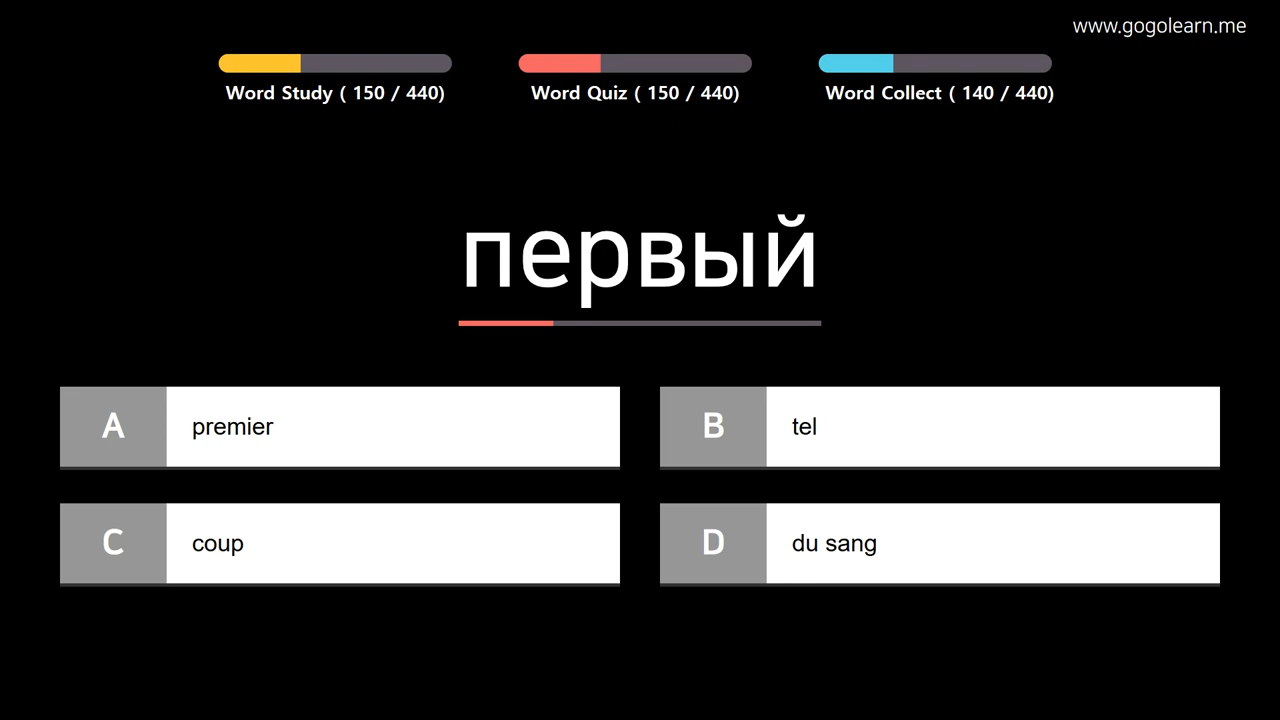 www.gogolearn.me
Word Study ( 150 / 440)
Word Quiz ( 150 / 440)
Word Collect ( 140 / 440)
первый
A premier
B tel
C coup
D du sang